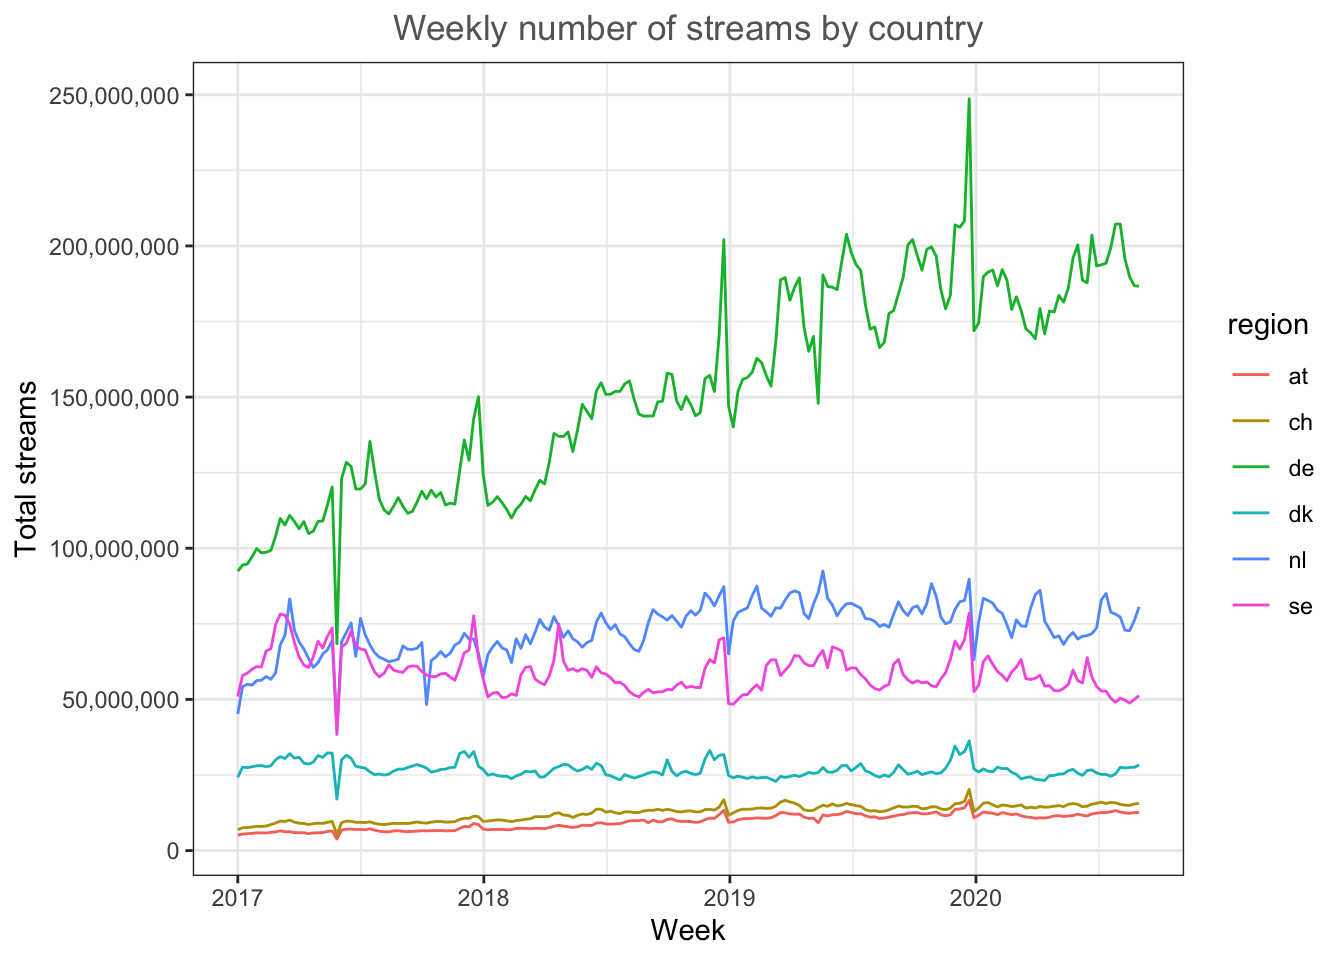 Weekly number of streams by country
250,000,000
200,000,000
150,000,000
100,000,000
50,000,000
0
Total streams
2017 2018 2019 2020
Week
region
at
ch
de
dk
nl
se